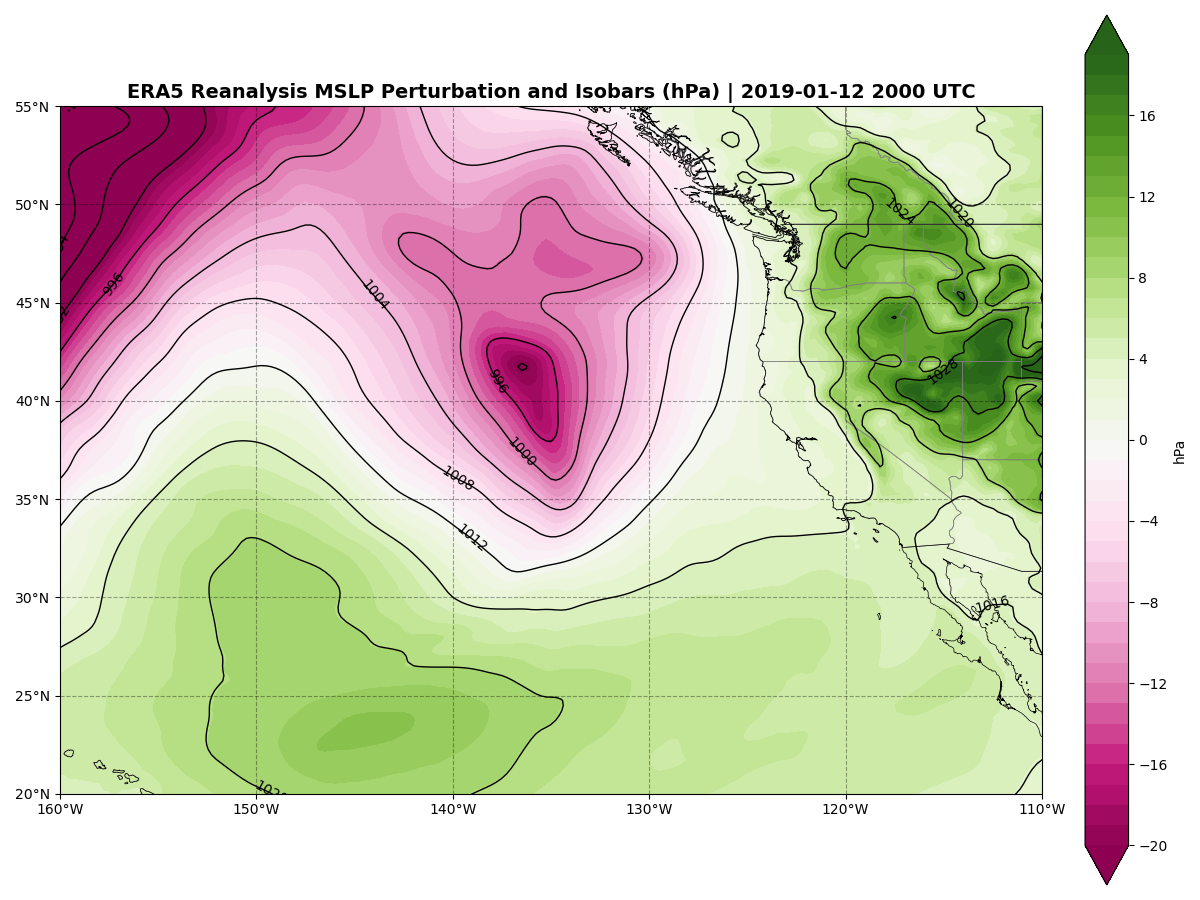 ERA5 Reanalysis MSLP Perturbation and Isobars (hPa) | 2019-01-12 2000 UTC
55°N
50°N
45°N
40°N
35°N
30°N
25°N
20°N
160°W
150°W
140°W
130°W
120°W
110°W
996
1004
996
1000
1008
1012
1024
1020
1028
1016
16
12
8
4
0
−4
−8
−12
−16
−20
hPa